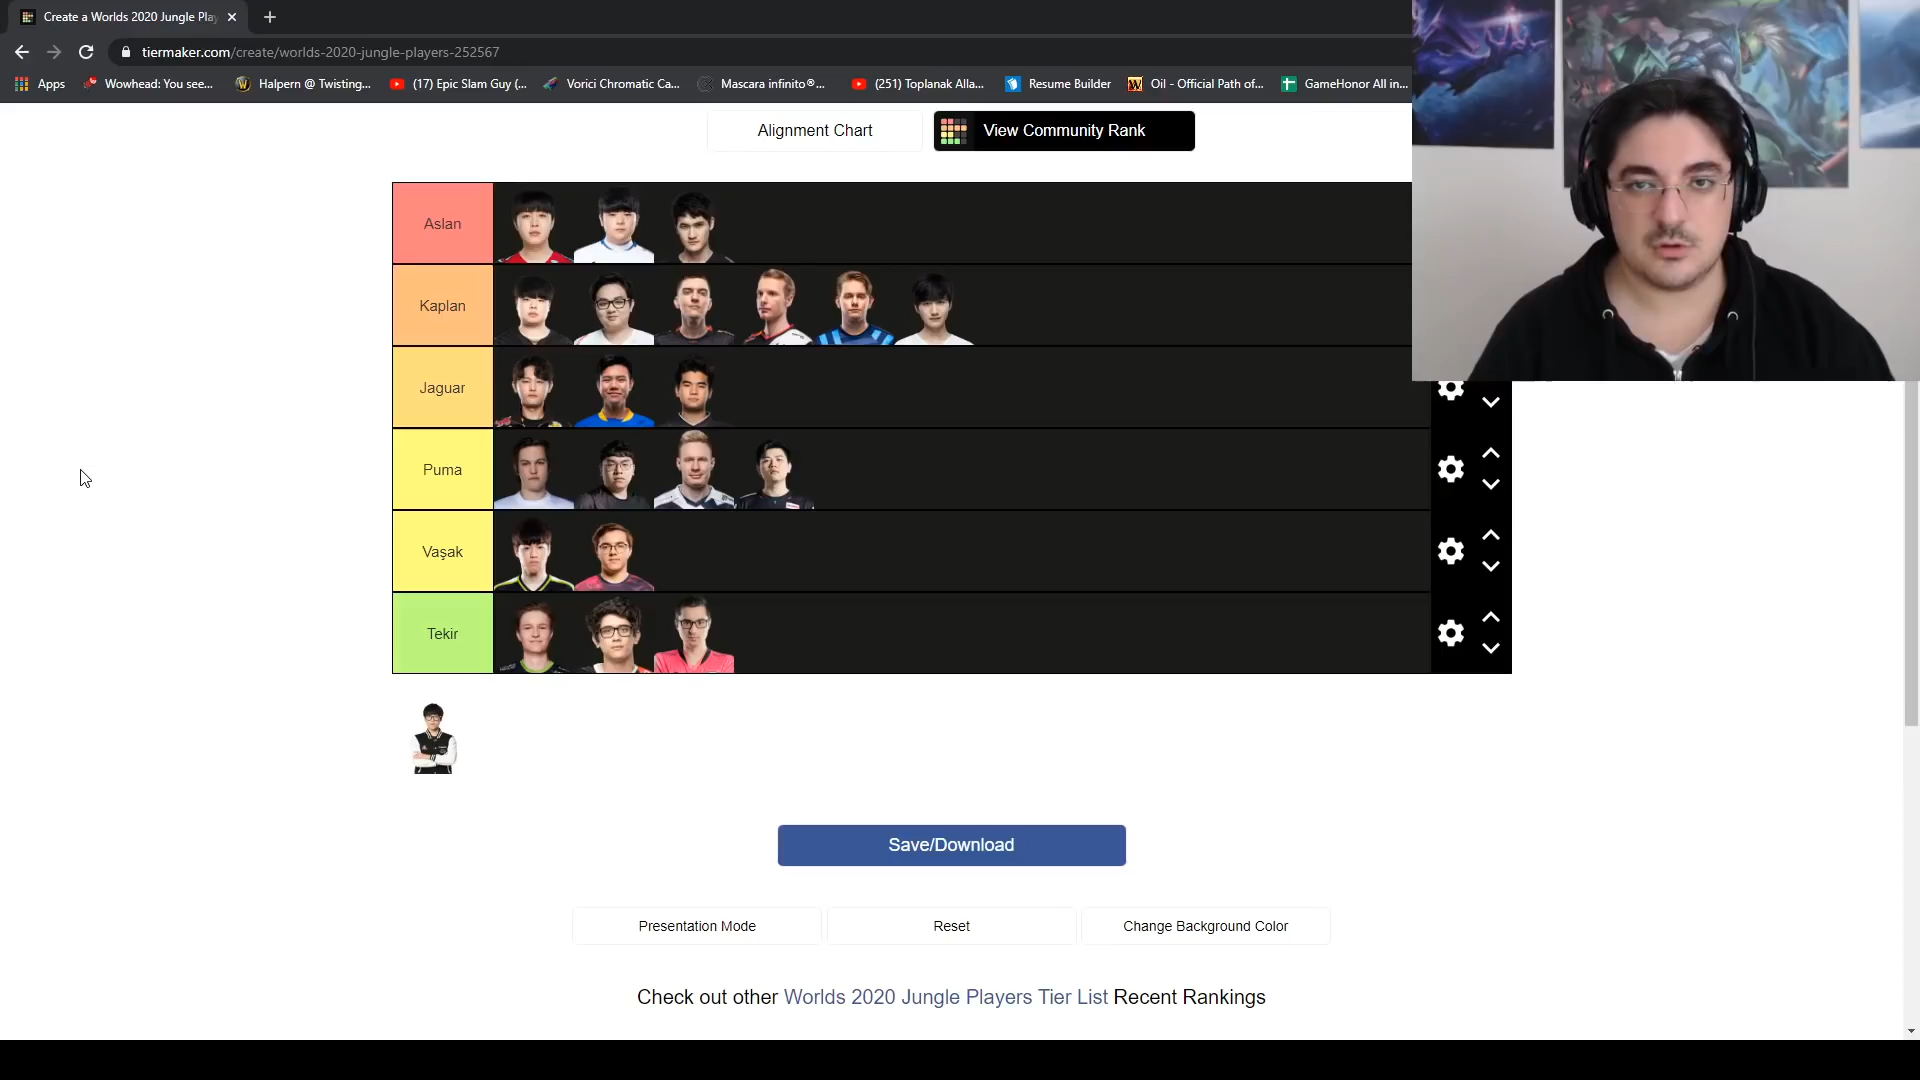 Create a Worlds 2020 Jungle Play
tiermaker.com/create/worlds-2020-jungle-players-252567
Apps
Wowhead: You see...
Halpern @ Twisting...
(17) Epic Slam Guy (...
Vorici Chromatic Ca...
Mascara infinito®...
(251) Toplanak Alla...
Resume Builder
Oil - Official Path of...
GameHonor All in...
Alignment Chart
View Community Rank
Aslan
Kaplan
Jaguar
Puma
Vaşak
Tekir
Save/Download
Presentation Mode
Reset
Change Background Color
Check out other Worlds 2020 Jungle Players Tier List Recent Rankings